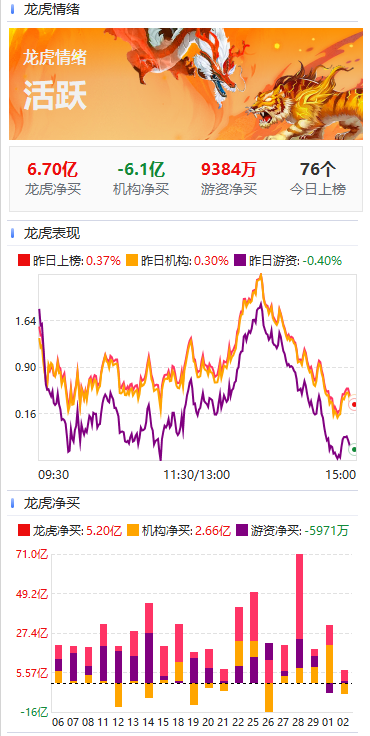 龙虎情绪
龙虎情绪
活跃
6.70亿 -6.1亿 9384万 76个
龙虎净买 机构净买 游资净买 今日上榜
龙虎表现
昨日上榜: 0.37% 昨日机构: 0.30% 昨日游资: -0.40%
1.64
0.90
0.16
09:30 11:30/13:00 15:00
龙虎净买
龙虎净买: 5.20亿 机构净买: 2.66亿 游资净买: -5971万
71.0亿
49.2亿
27.4亿
5.57亿
-16亿
06 07 08 11 12 13 14 15 18 19 20 21 22 25 26 27 28 29 01 02